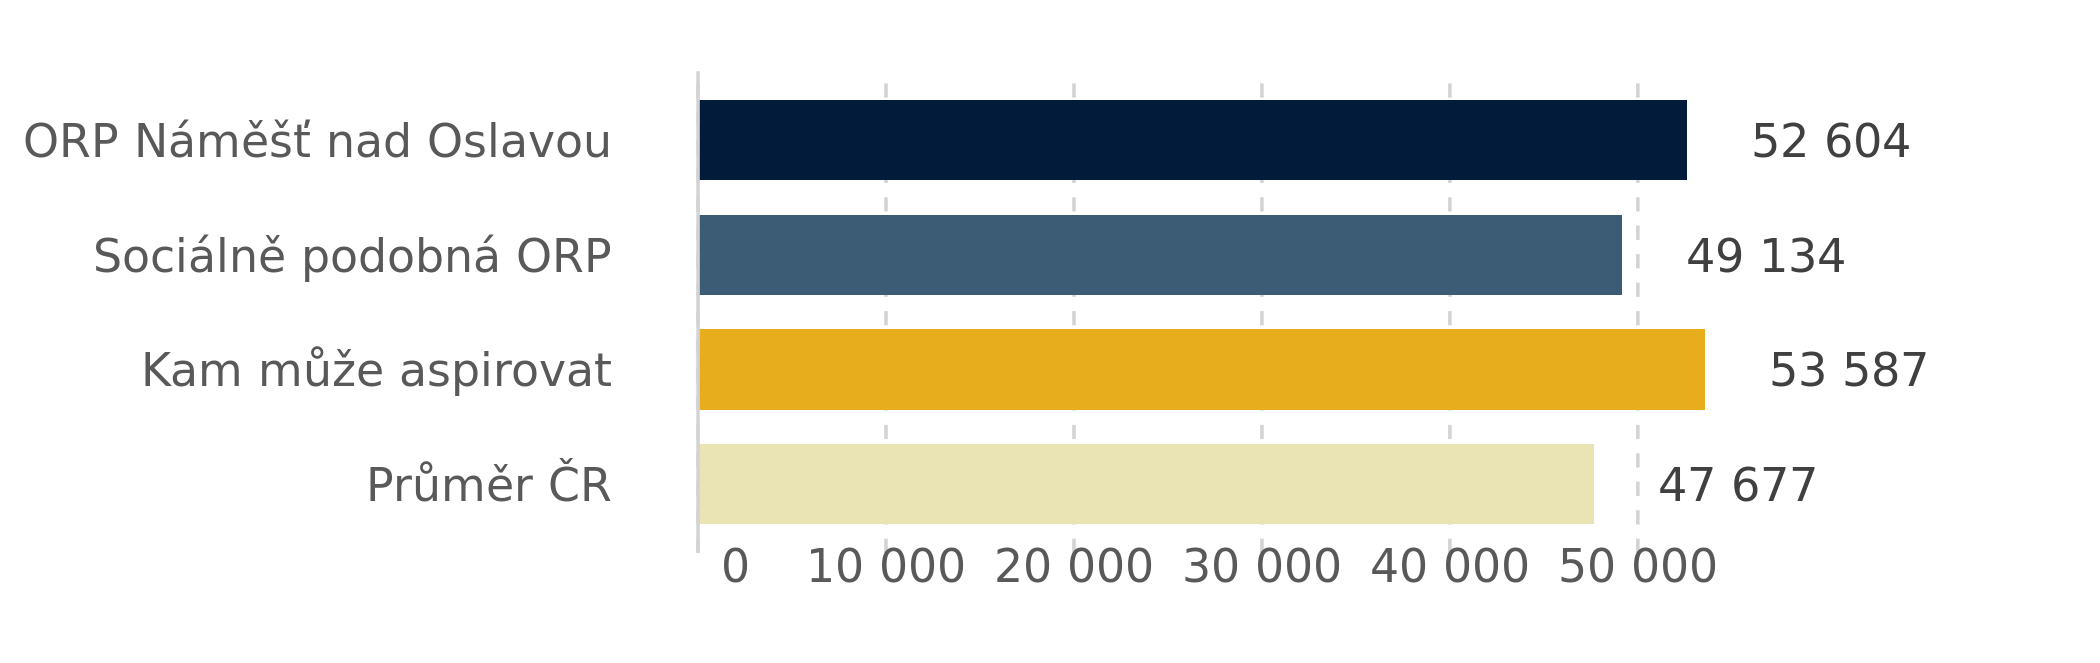 ORP Náměšť nad Oslavou 52 604
Sociálně podobná ORP 49 134
Kam může aspirovat 53 587
Průměr ČR 47 677
0 10 000 20 000 30 000 40 000 50 000